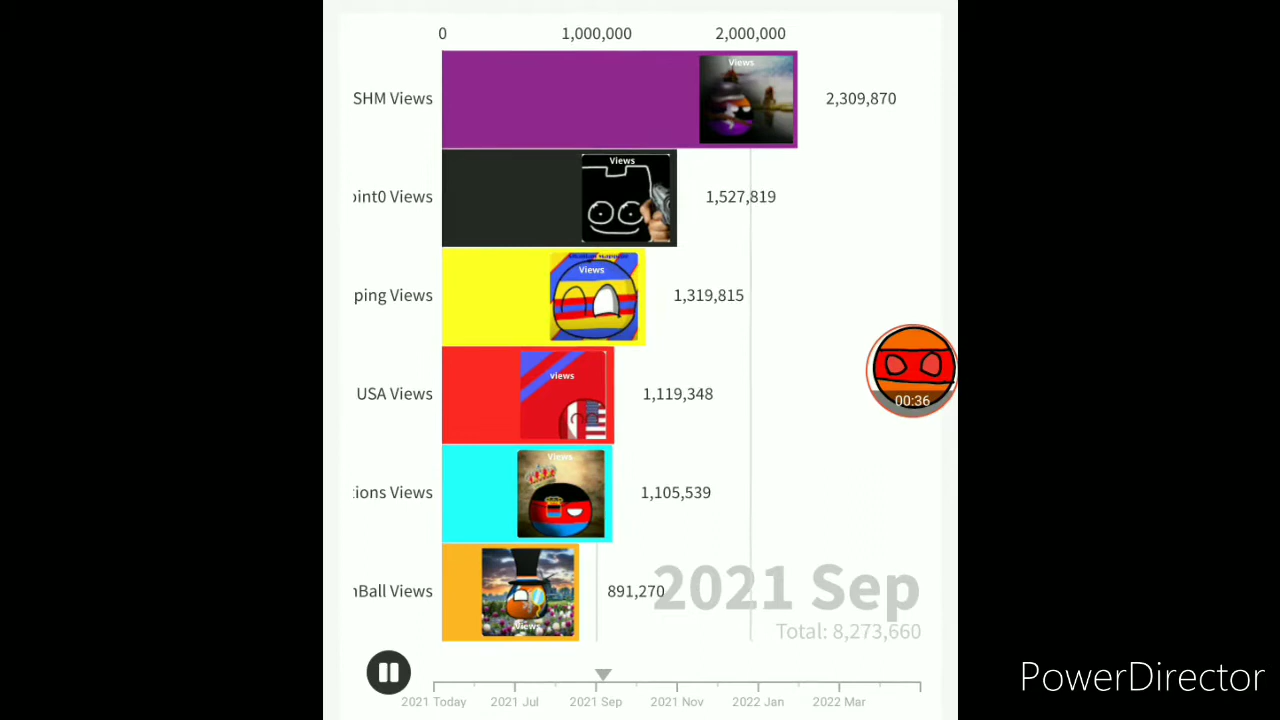 0 1,000,000 2,000,000
Views
SHM Views 2,309,870
Views
oint0 Views 1,527,819
Views
ping Views 1,319,815
views
USA Views 1,119,348
Views
tions Views 1,105,539
nBall Views 891,270
Views
2021 Sep
Total: 8,273,660
00:36
2021 Today 2021 Jul 2021 Sep 2021 Nov 2022 Jan 2022 Mar
PowerDirector